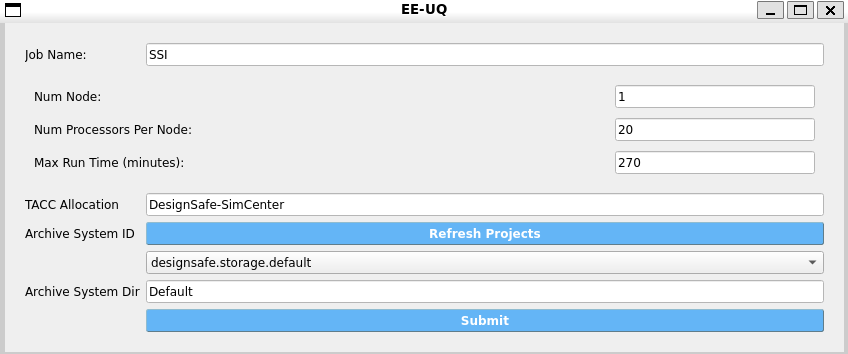 EE-UQ
Job Name: SSI
Num Node: 1
Num Processors Per Node: 20
Max Run Time (minutes): 270
TACC Allocation DesignSafe-SimCenter
Archive System ID Refresh Projects
designsafe.storage.default
Archive System Dir Default
Submit